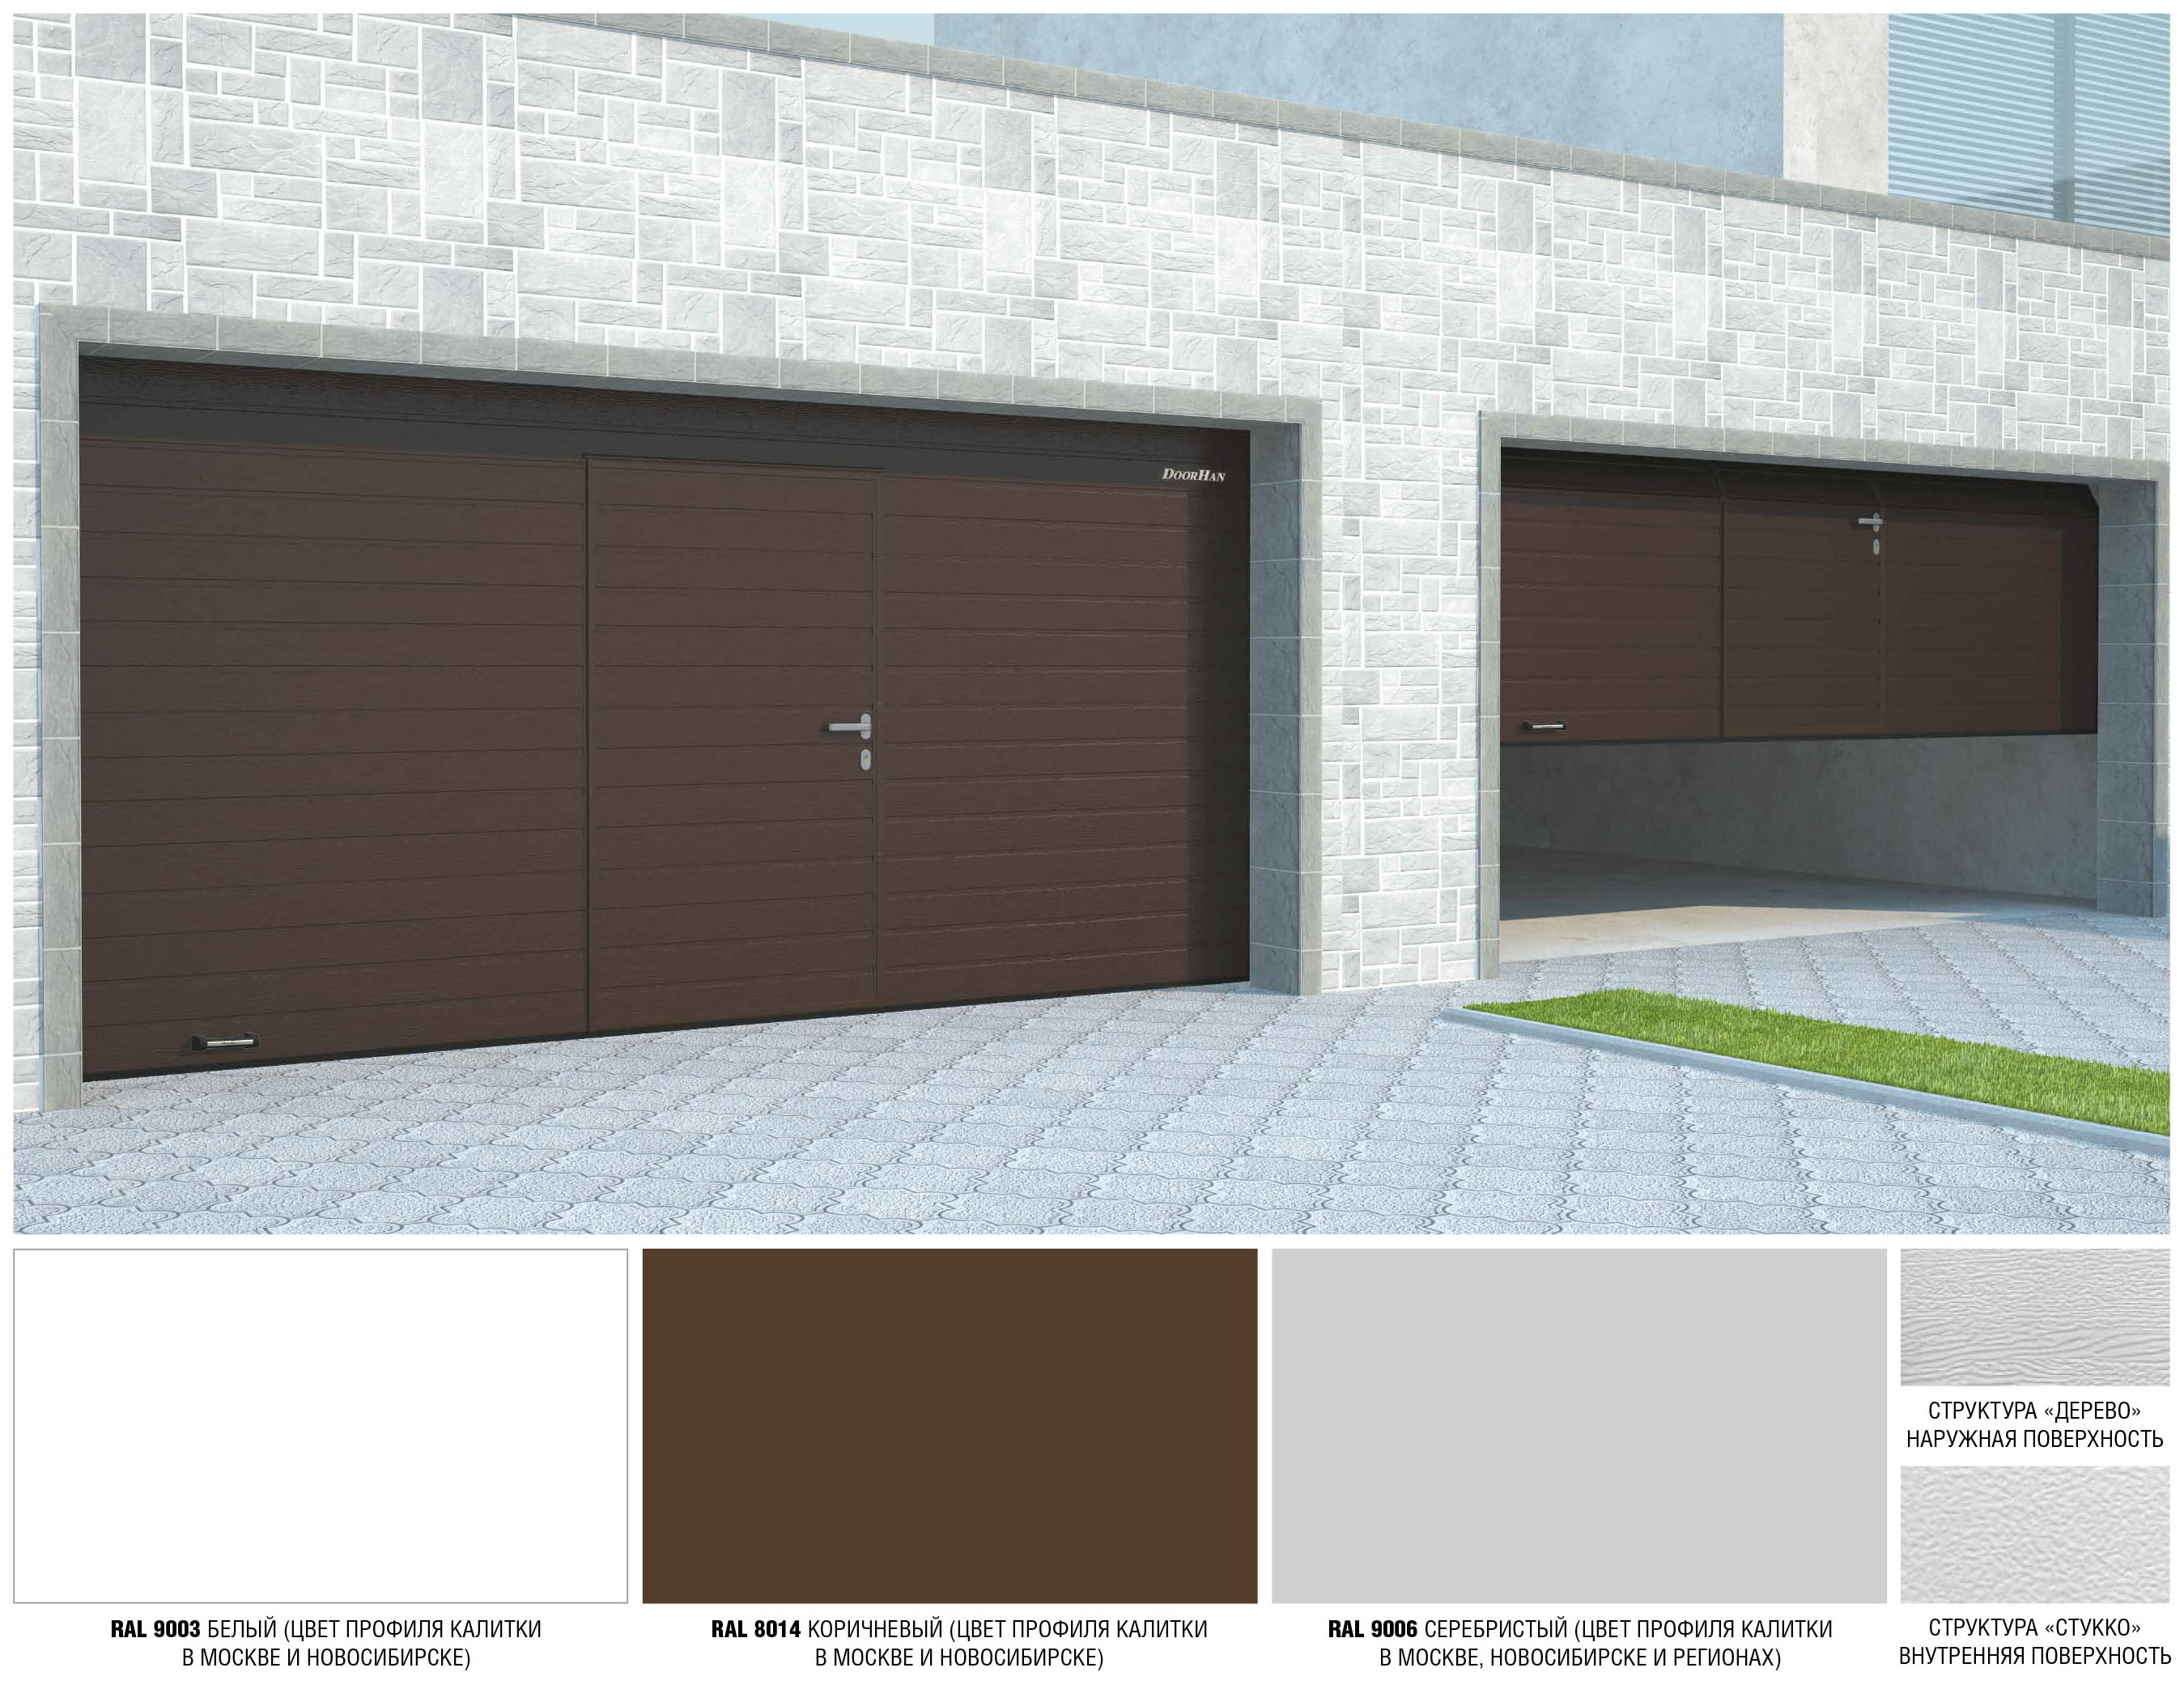 DOORHAN
RAL 9003 БЕЛЫЙ (ЦВЕТ ПРОФИЛЯ КАЛИТКИ
В МОСКВЕ И НОВОСИБИРСКЕ)
RAL 8014 КОРИЧНЕВЫЙ (ЦВЕТ ПРОФИЛЯ КАЛИТКИ
В МОСКВЕ И НОВОСИБИРСКЕ)
RAL 9006 СЕРЕБРИСТЫЙ (ЦВЕТ ПРОФИЛЯ КАЛИТКИ
В МОСКВЕ, НОВОСИБИРСКЕ И РЕГИОНАХ)
СТРУКТУРА «ДЕРЕВО»
НАРУЖНАЯ ПОВЕРХНОСТЬ
СТРУКТУРА «СТУККО»
ВНУТРЕННЯЯ ПОВЕРХНОСТЬ